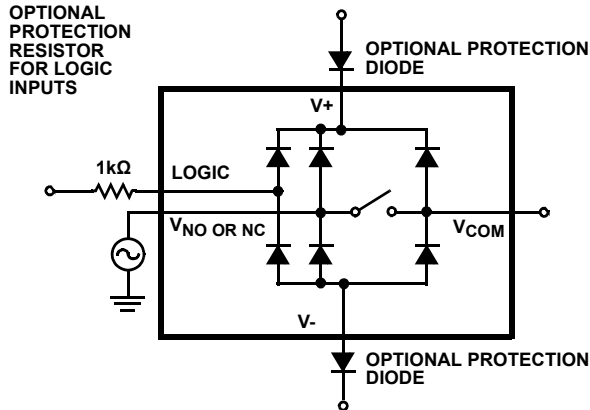 OPTIONAL
PROTECTION
RESISTOR
FOR LOGIC
INPUTS
OPTIONAL PROTECTION
DIODE
V+
1kΩ
LOGIC
VNO OR NC
VCOM
V-
OPTIONAL PROTECTION
DIODE